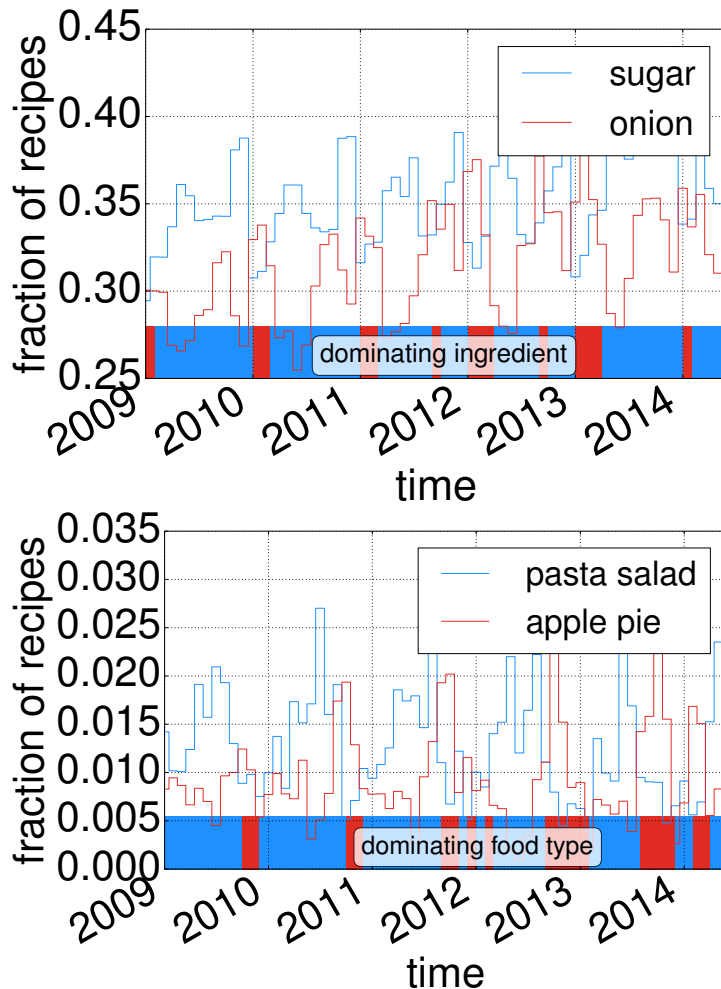 0.45
0.40
0.35
0.30
0.25
fraction of recipes
sugar
onion
dominating ingredient
2009 2010 2011 2012 2013 2014
time
0.035
0.030
0.025
0.020
0.015
0.010
0.005
0.000
fraction of recipes
pasta salad
apple pie
dominating food type
2009 2010 2011 2012 2013 2014
time